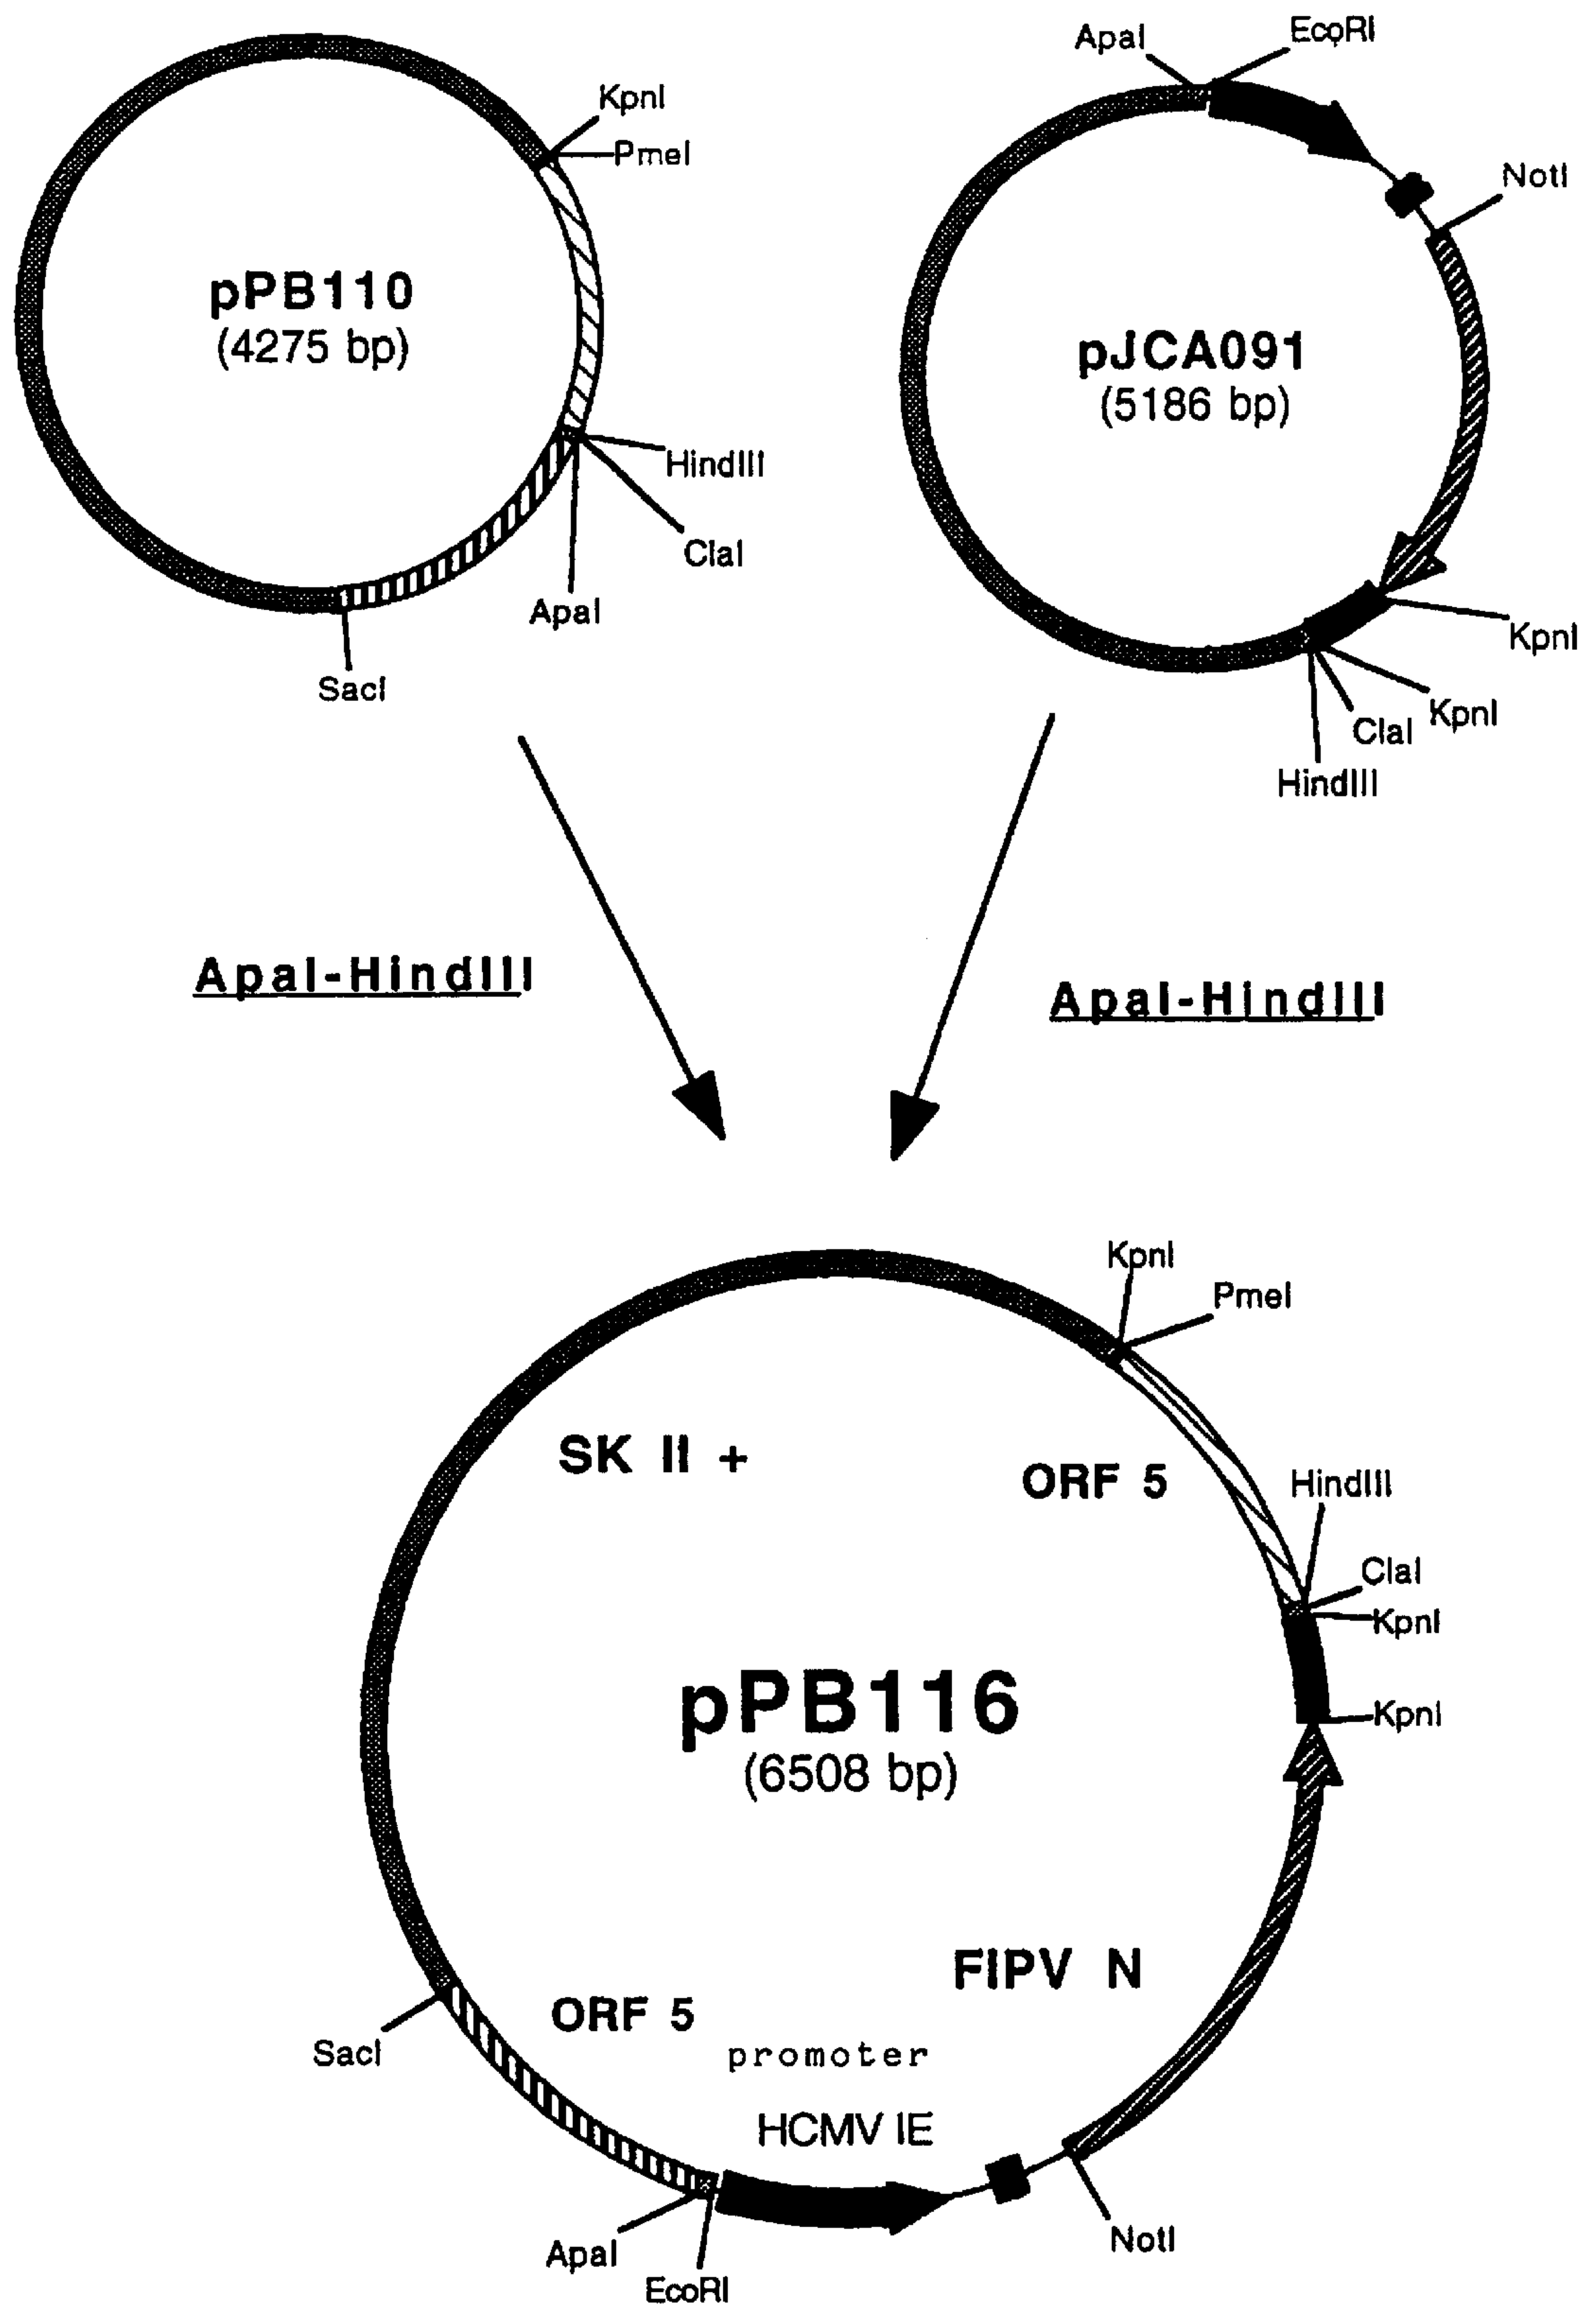 KpnI
PmeI
pPB110
(4275 bp)
HindIII
ClaI
ApaI
SacI
ApaI
EcoRI
NotI
pJCA091
(5186 bp)
KpnI
KpnI
ClaI
HindIII
ApaI-HindIII
ApaI-HindIII
KpnI
PmeI
SK II +
ORF 5
HindIII
ClaI
KpnI
pPB116
(6508 bp)
KpnI
FIPV N
ORF 5
SacI
promoter
HCMV IE
ApaI
EcoRI
NotI